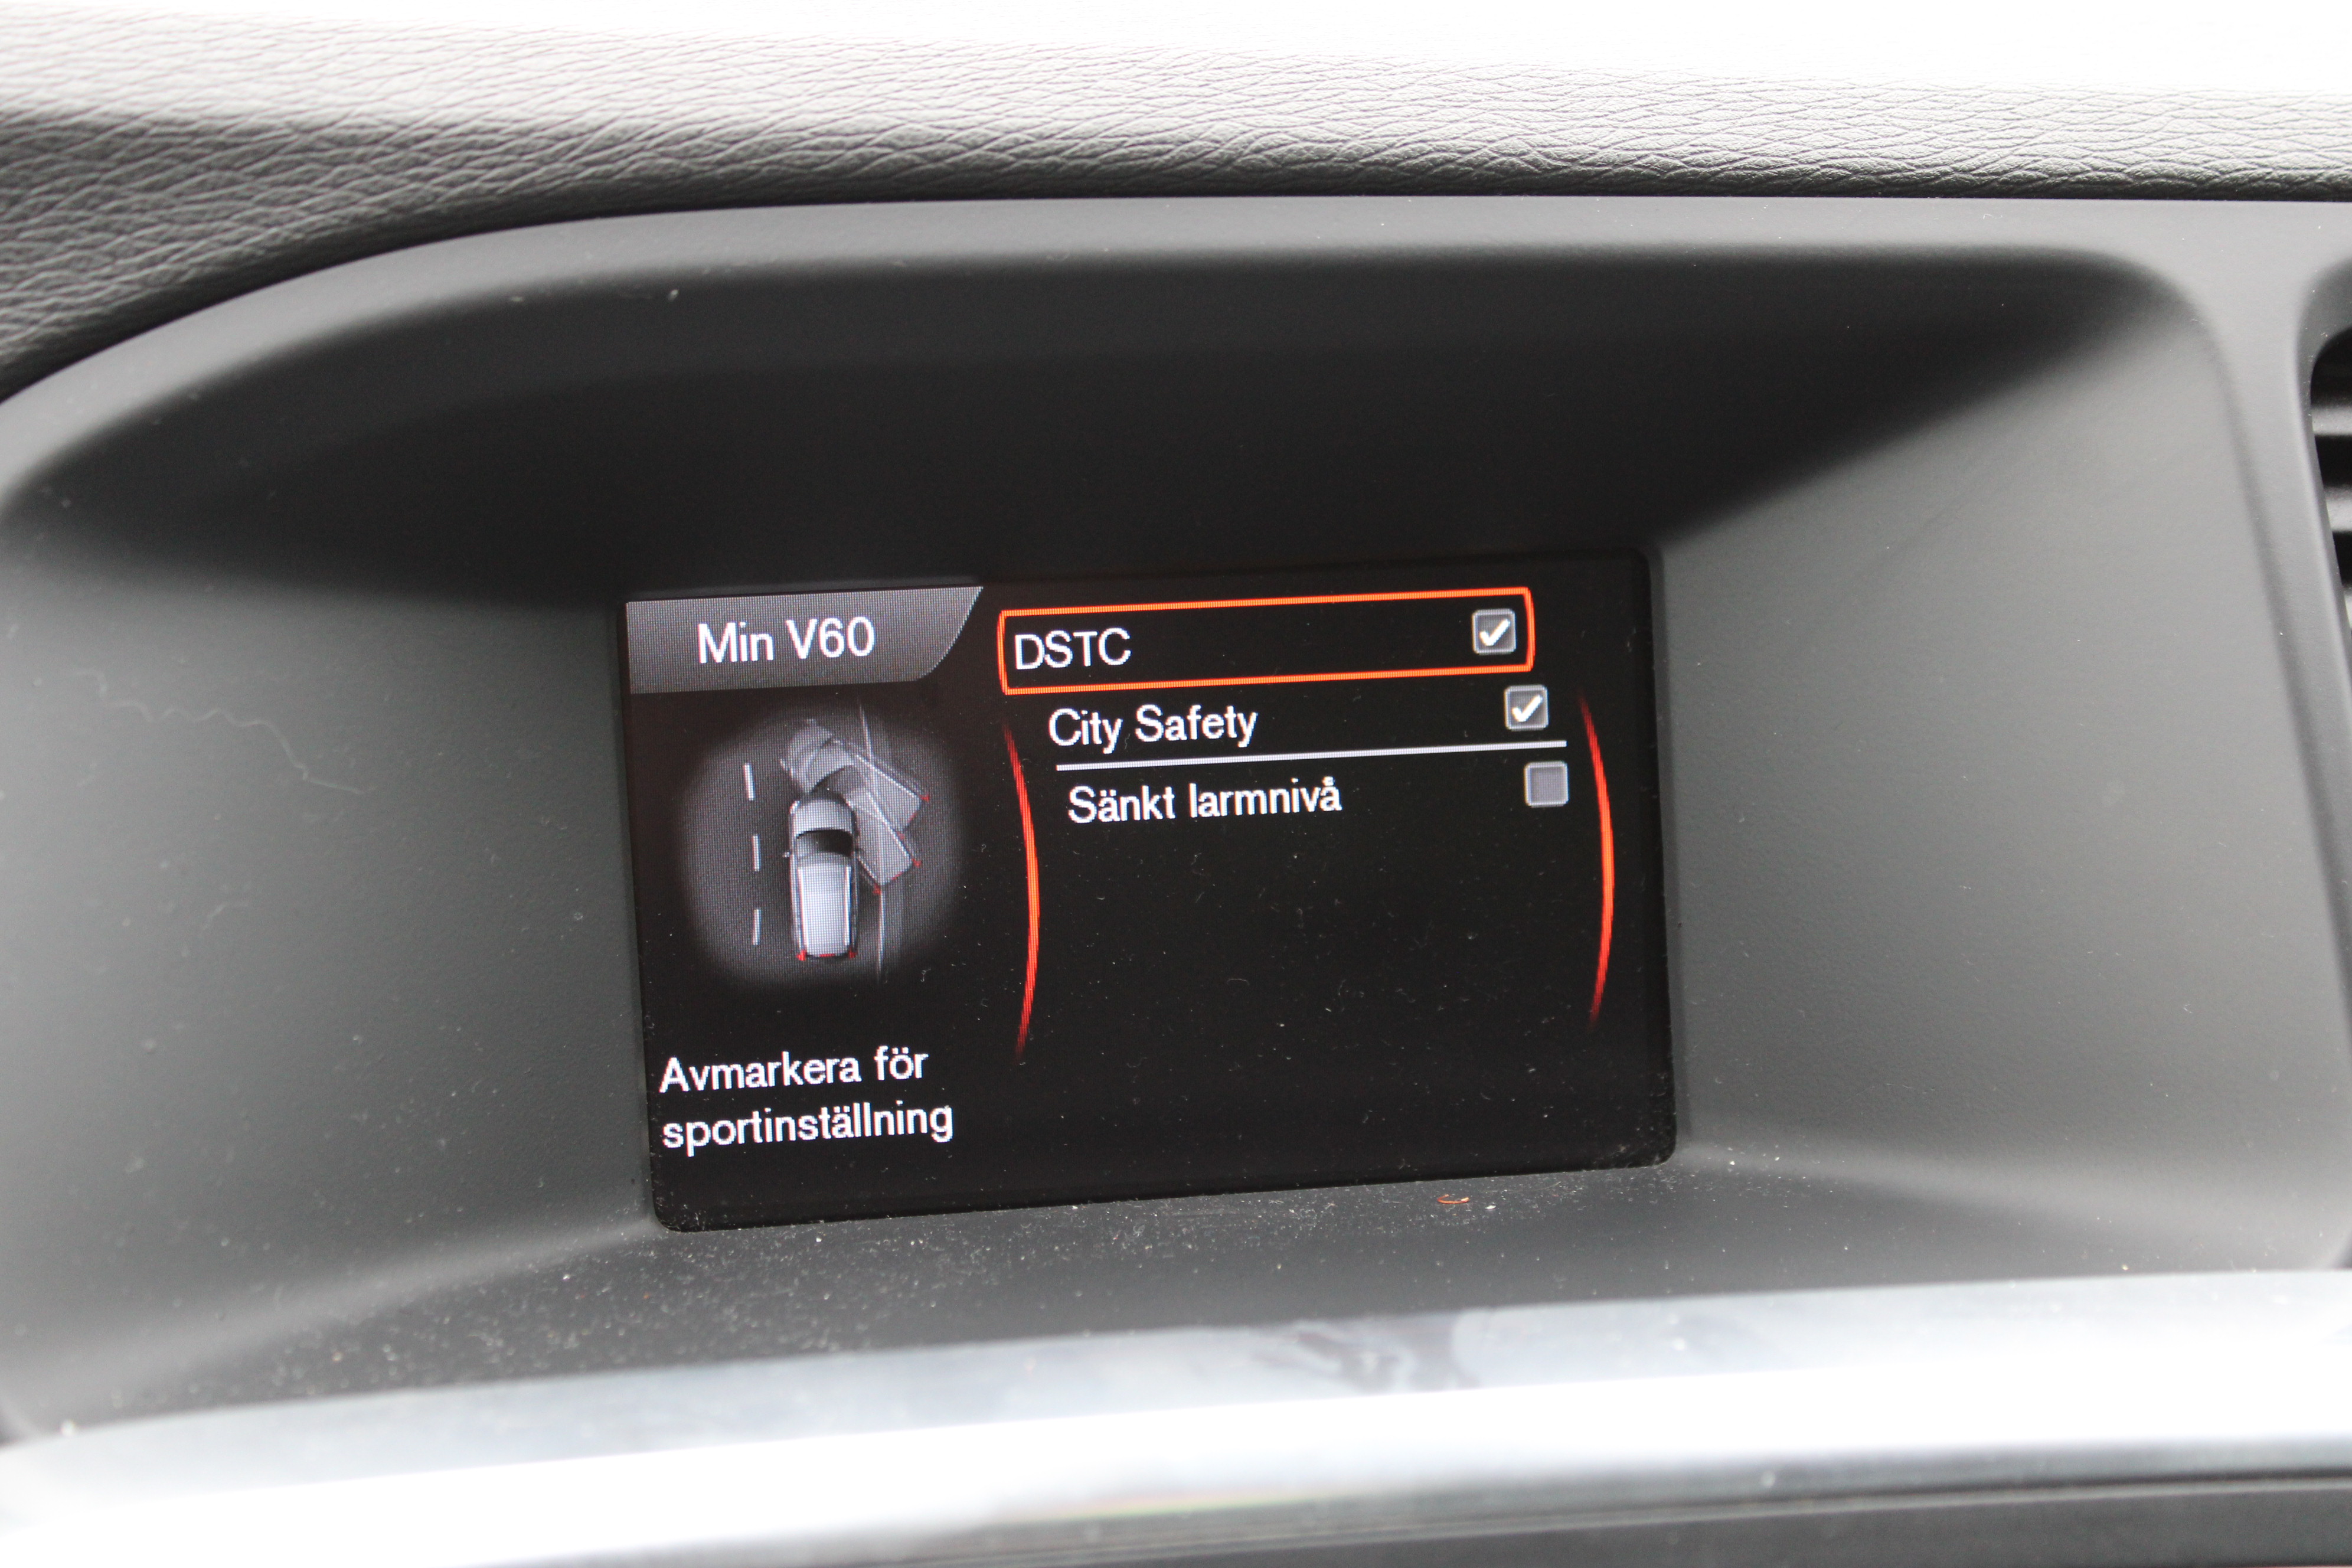 Min V60
DSTC
City Safety
Sänkt larmnivå
Avmarkera för
sportinställning